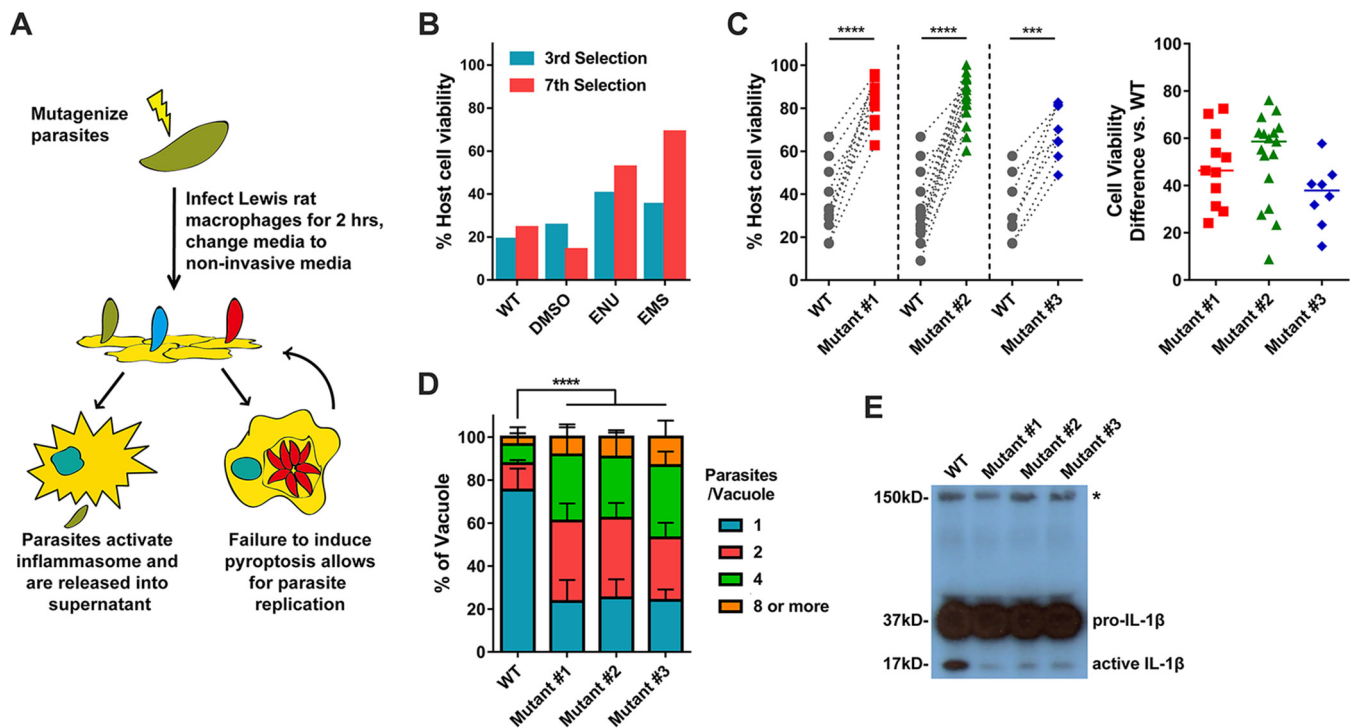 A
Mutagenize
parasites
Infect Lewis rat
macrophages for 2 hrs,
change media to
non-invasive media
Parasites activate
inflammasome and
are released into
supernatant
Failure to induce
pyroptosis allows
for parasite
replication
B
% Host cell viability
100
80
60
40
20
0
3rd Selection
7th Selection
WT
DMSO
ENU
EMS
C
% Host cell viability
100
80
60
40
20
0
****
****
***
WT
Mutant #1
WT
Mutant #2
WT
Mutant #3
Cell Viability
Difference vs. WT
100
80
60
40
20
0
Mutant #1
Mutant #2
Mutant #3
D
****
% of Vacuole
100
80
60
40
20
0
WT
Mutant #1
Mutant #2
Mutant #3
Parasites
/Vacuole
1
2
4
8 or more
E
WT
Mutant #1
Mutant #2
Mutant #3
150kD-
*
37kD-
pro-IL-1β
17kD-
active IL-1β